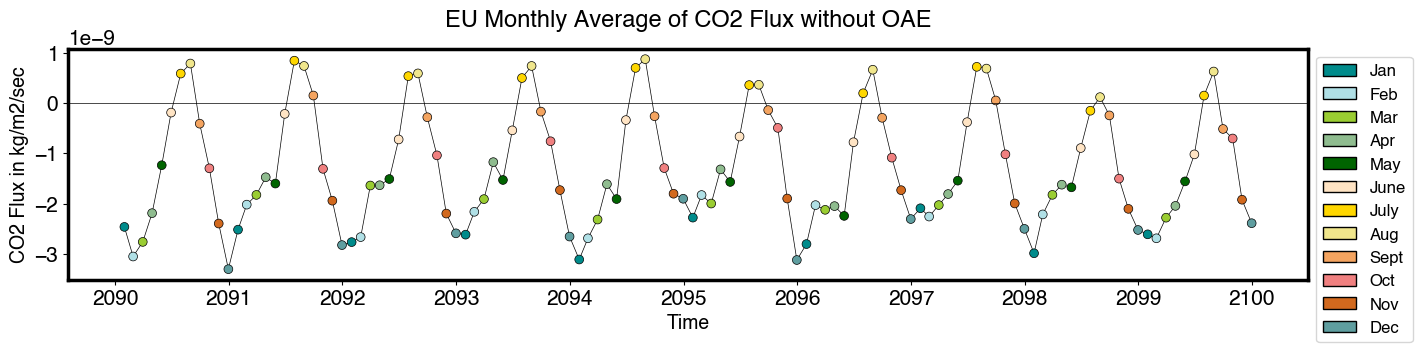 EU Monthly Average of CO2 Flux without OAE
1e−9
CO2 Flux in kg/m2/sec
1
0
−1
−2
−3
2090 2091 2092 2093 2094 2095 2096 2097 2098 2099 2100
Time
Jan
Feb
Mar
Apr
May
June
July
Aug
Sept
Oct
Nov
Dec